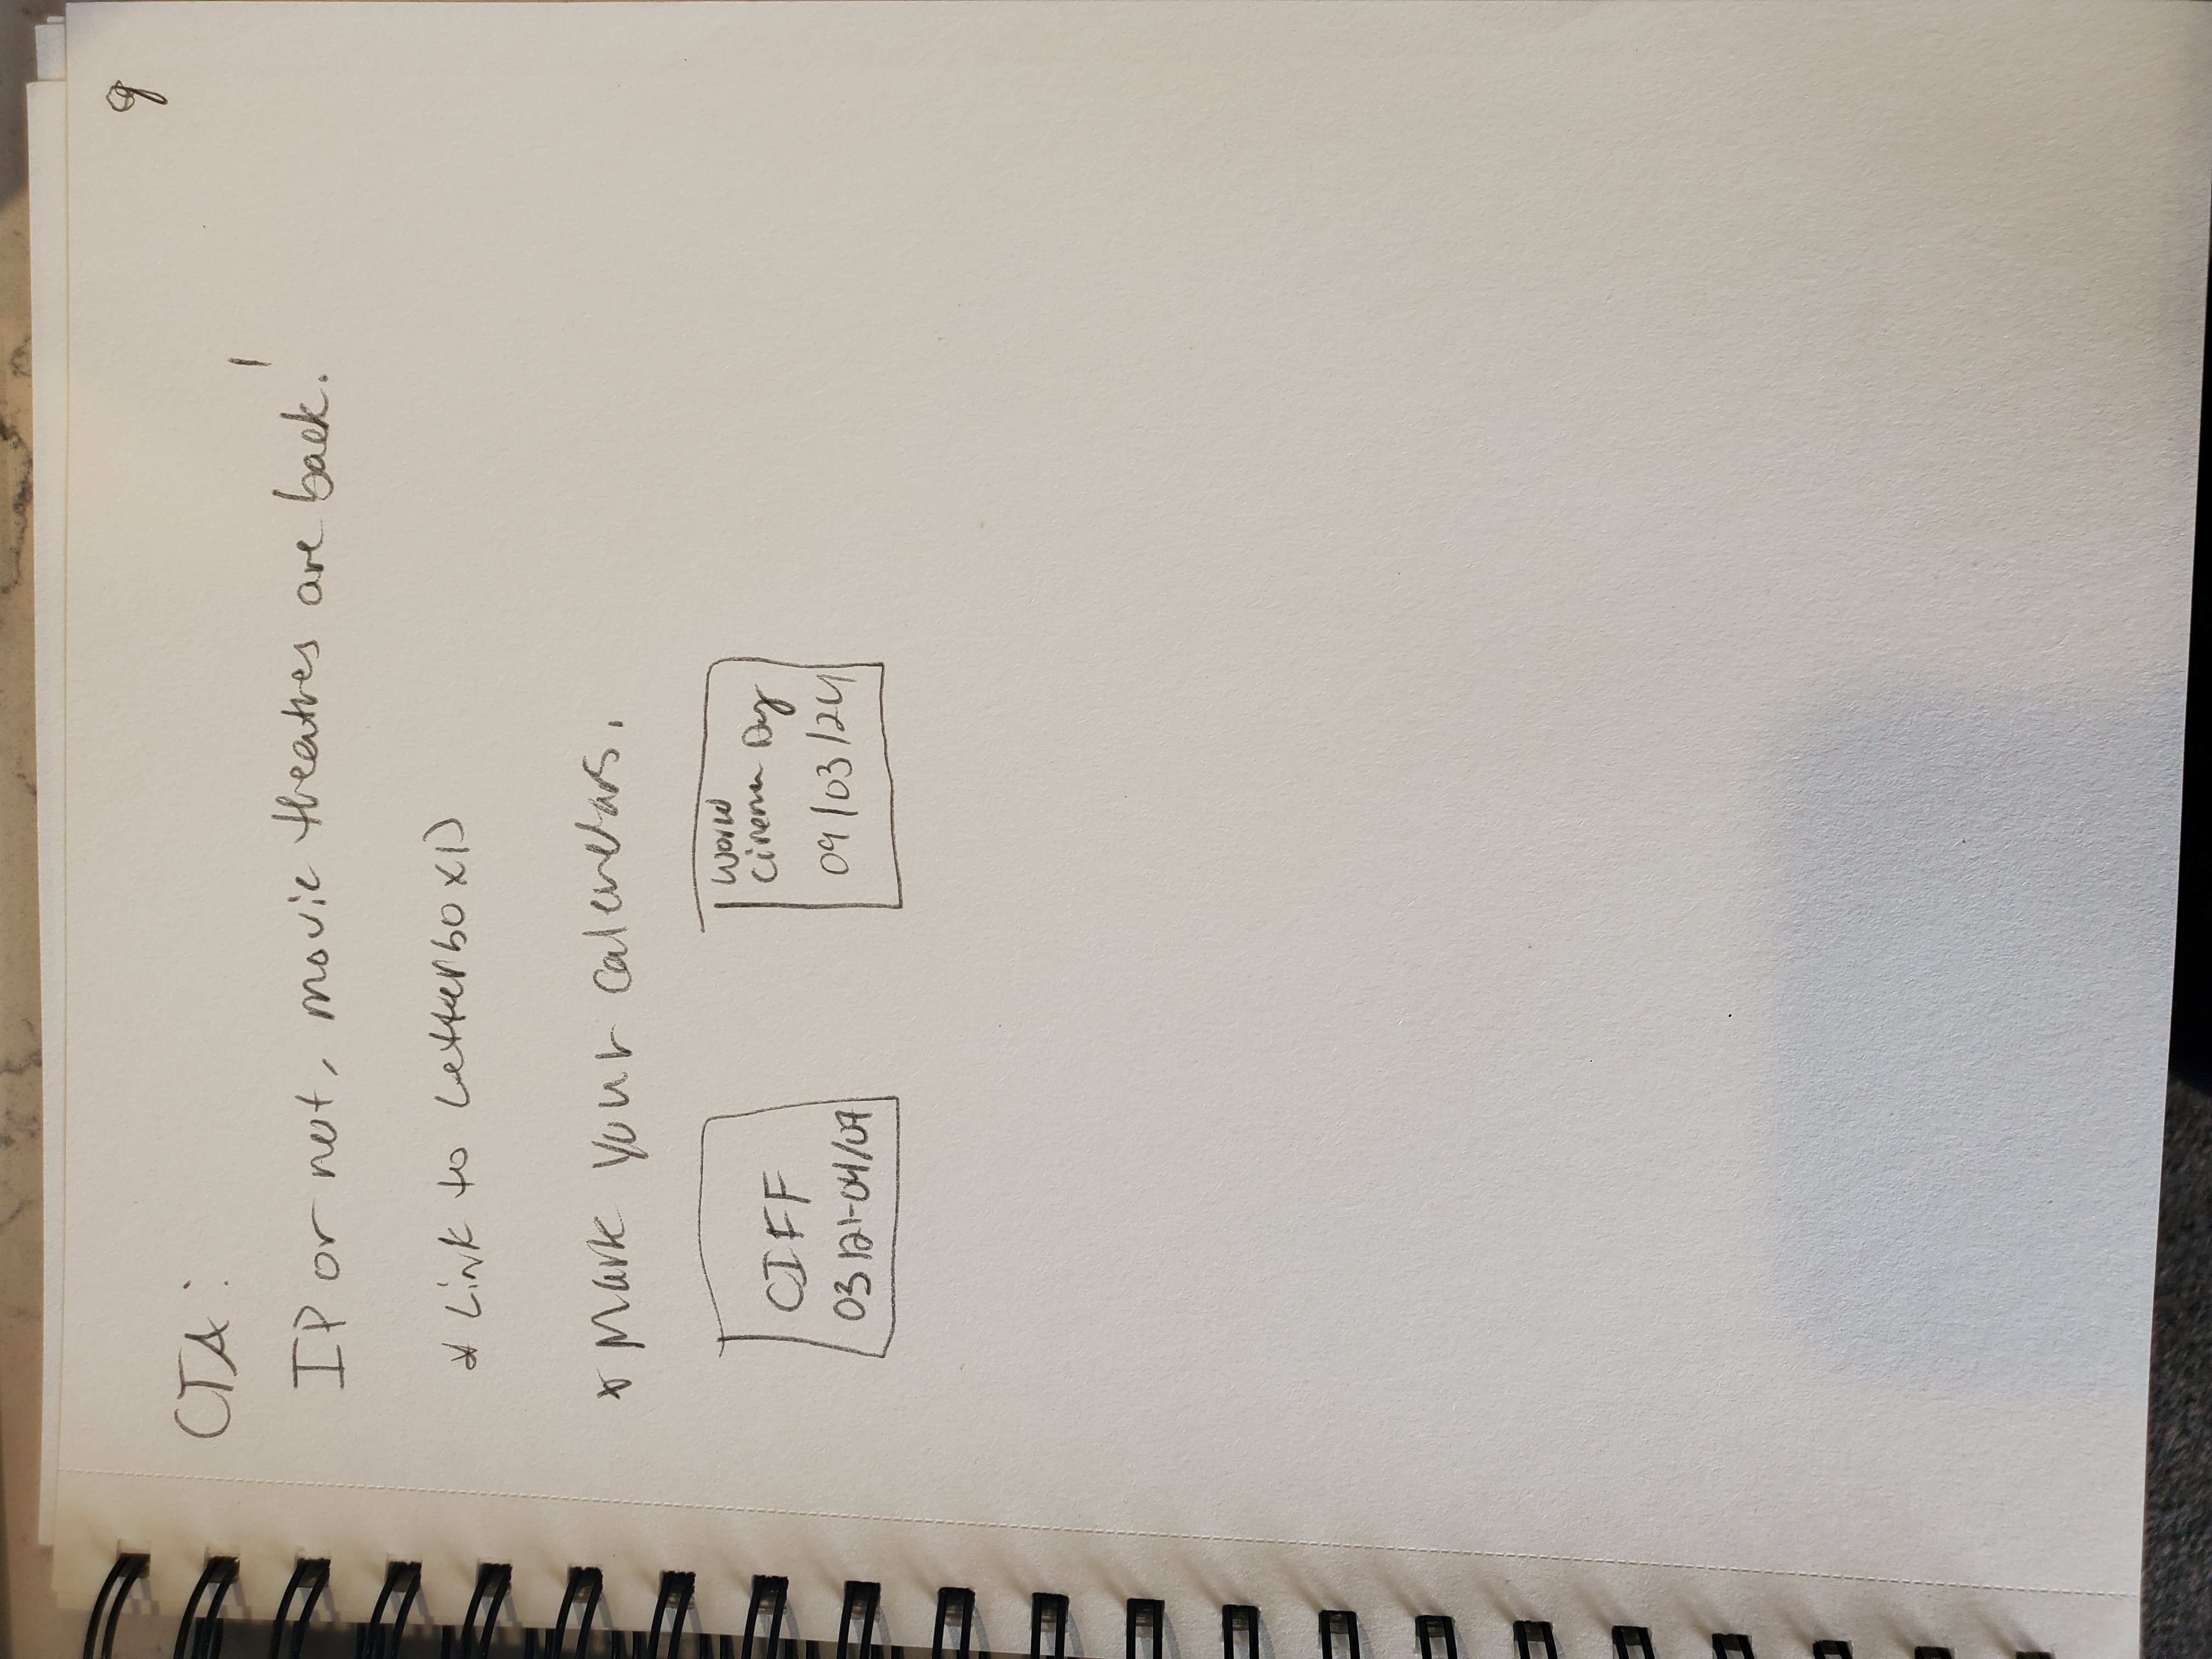 9
CTA:
IP or not, movie theatres are back!
* Link to LetterboxD
* Mark your calendars.
CIFF
03/21-04/07
World
Cinema Day
09/03/24